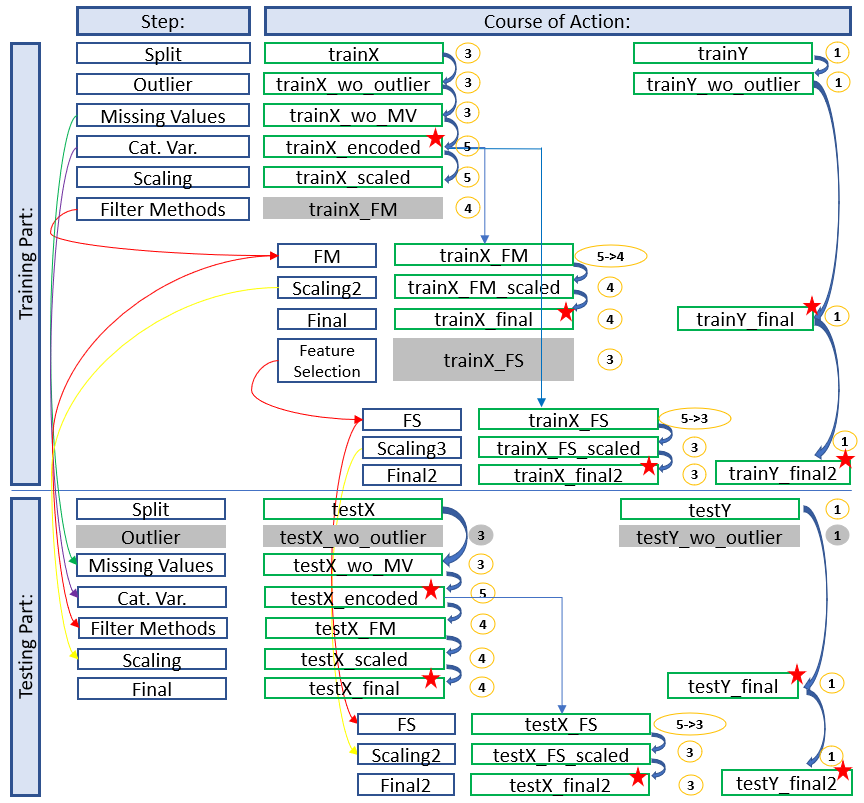 Step: Course of Action:
Training Part:
Split trainX 3 trainY 1
Outlier trainX_wo_outlier 3 trainY_wo_outlier 1
Missing Values trainX_wo_MV 3
Cat. Var. trainX_encoded 5
Scaling trainX_scaled 5
Filter Methods trainX_FM 4
FM trainX_FM 5->4
Scaling2 trainX_FM_scaled 4
Final trainX_final 4 trainY_final 1
Feature
Selection trainX_FS 3
FS trainX_FS 5->3
Scaling3 trainX_FS_scaled 3 1
Final2 trainX_final2 3 trainY_final2
Testing Part:
Split testX testY 1
Outlier testX_wo_outlier 3 testY_wo_outlier 1
Missing Values testX_wo_MV 3
Cat. Var. testX_encoded 5
Filter Methods testX_FM 4
Scaling testX_scaled 4
Final testX_final 4 testY_final 1
FS testX_FS 5->3
Scaling2 testX_FS_scaled 3 1
Final2 testX_final2 3 testY_final2